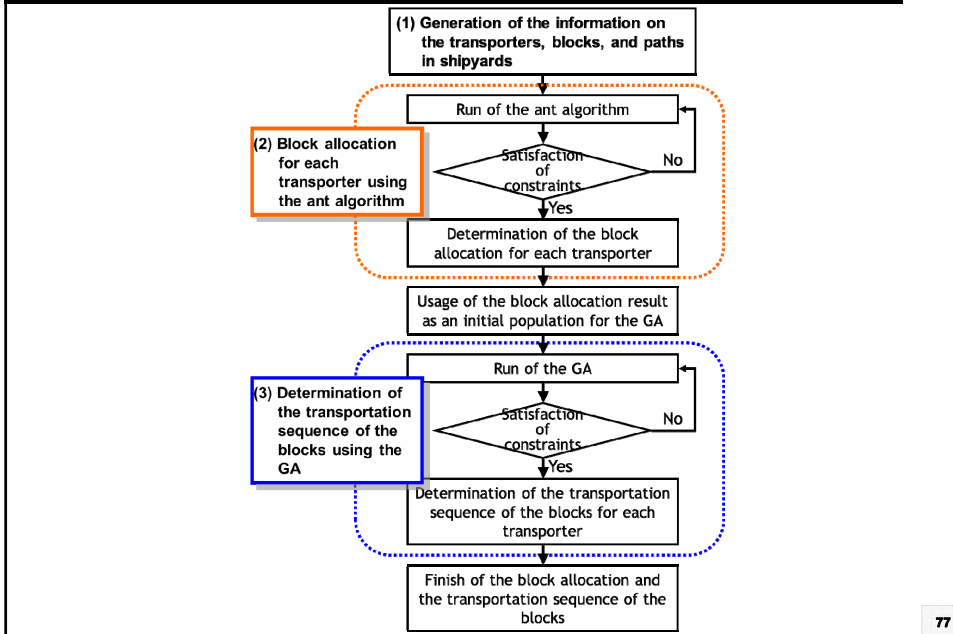 (1) Generation of the information on
the transporters, blocks, and paths
in shipyards
Run of the ant algorithm
(2) Block allocation
for each
transporter using
the ant algorithm
Satisfaction
of
constraints
No
Yes
Determination of the block
allocation for each transporter
Usage of the block allocation result
as an initial population for the GA
Run of the GA
(3) Determination of
the transportation
sequence of the
blocks using the
GA
Satisfaction
of
constraints
No
Yes
Determination of the transportation
sequence of the blocks for each
transporter
Finish of the block allocation and
the transportation sequence of the
blocks
77